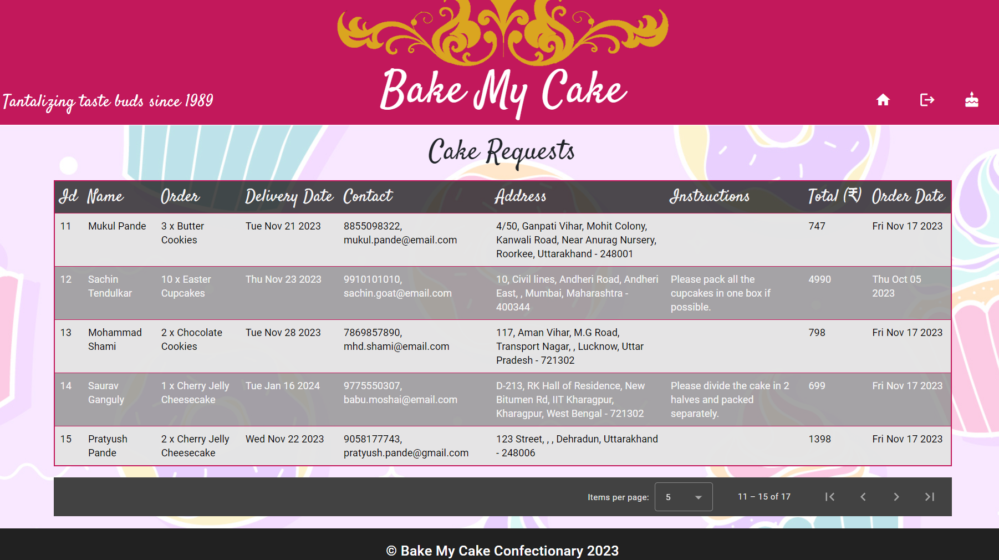 Bake My Cake
Tantalizing taste buds since 1989
Cake Requests
Id Name Order Delivery Date Contact Address Instructions Total (₹) Order Date
11 Mukul Pande 3 x Butter Tue Nov 21 2023 8855098322, 4/50, Ganpati Vihar, Mohit Colony, 747 Fri Nov 17 2023
Cookies mukul.pande@email.com Kanwali Road, Near Anurag Nursery,
Roorkee, Uttarakhand - 248001
12 Sachin 10 x Easter Thu Nov 23 2023 9910101010, 10, Civil lines, Andheri Road, Andheri Please pack all the 4990 Thu Oct 05
Tendulkar Cupcakes sachin.goat@email.com East, , Mumbai, Maharashtra - cupcakes in one box if 2023
400344 possible.
13 Mohammad 2 x Chocolate Tue Nov 28 2023 7869857890, 117, Aman Vihar, M.G Road, 798 Fri Nov 17 2023
Shami Cookies mhd.shami@email.com Transport Nagar, , Lucknow, Uttar
Pradesh - 721302
14 Saurav 1 x Cherry Jelly Tue Jan 16 2024 9775550307, D-213, RK Hall of Residence, New Please divide the cake in 2 699 Fri Nov 17 2023
Ganguly Cheesecake babu.moshai@email.com Bitumen Rd, IIT Kharagpur, halves and packed
Kharagpur, West Bengal - 721302 separately.
15 Pratyush 2 x Cherry Jelly Wed Nov 22 2023 9058177743, 123 Street, , , Dehradun, Uttarakhand 1398 Fri Nov 17 2023
Pande Cheesecake pratyush.pande@gmail.com - 248006
Items per page: 5 11 – 15 of 17
© Bake My Cake Confectionary 2023